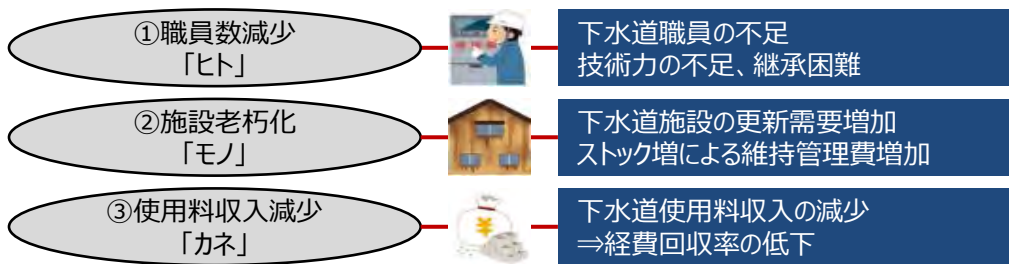 ①職員数減少
「ヒト」
下水道職員の不足
技術力の不足、継承困難
②施設老朽化
「モノ」
下水道施設の更新需要増加
ストック増による維持管理費増加
③使用料収入減少
「カネ」
¥
下水道使用料収入の減少
⇒経費回収率の低下